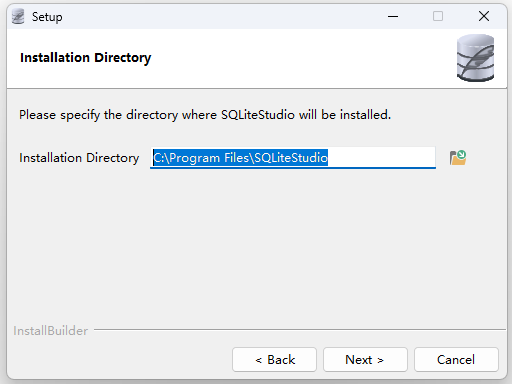 Setup
Installation Directory
Please specify the directory where SQLiteStudio will be installed.
Installation Directory C:\Program Files\SQLiteStudio
InstallBuilder
< Back Next > Cancel